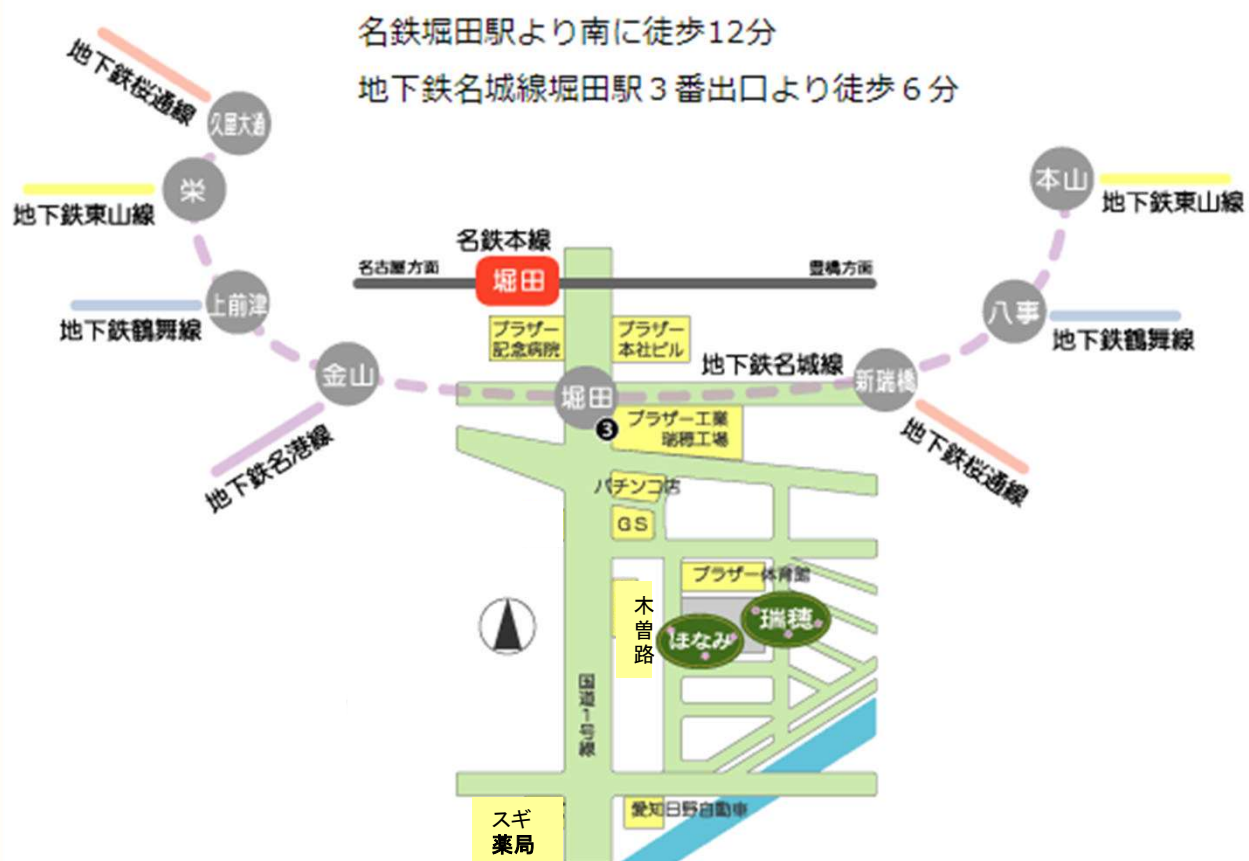 名鉄堀田駅より南に徒歩12分
地下鉄名城線堀田駅3番出口より徒歩6分
地下鉄桜通線
久屋大通
栄
地下鉄東山線
本山
地下鉄東山線
名鉄本線
名古屋方面
堀田
豊橋方面
上前津
地下鉄鶴舞線
八事
地下鉄鶴舞線
ブラザー
記念病院
ブラザー
本社ビル
地下鉄名城線
金山
堀田
新瑞橋
3
ブラザー工業
瑞穂工場
地下鉄名港線
地下鉄桜通線
パチンコ店
GS
ブラザー体育館
木曽路
ほなみ
瑞穂
国道1号線
スギ
薬局
愛知日野自動車